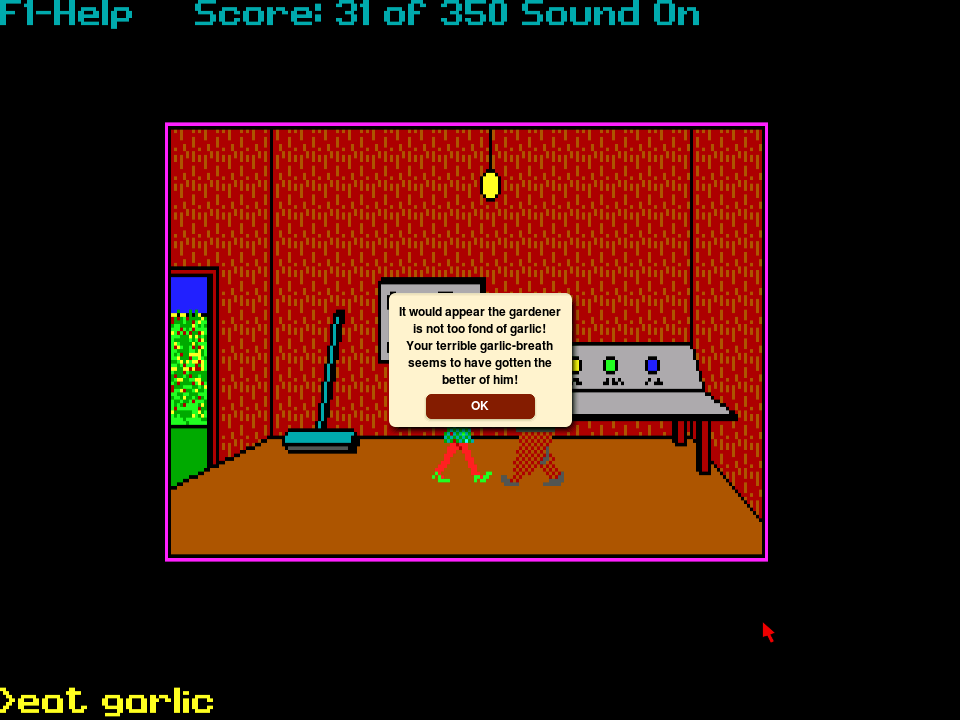 F1-Help Score: 31 of 350 Sound On
It would appear the gardener
is not too fond of garlic!
Your terrible garlic-breath
seems to have gotten the
better of him!
OK
>eat garlic